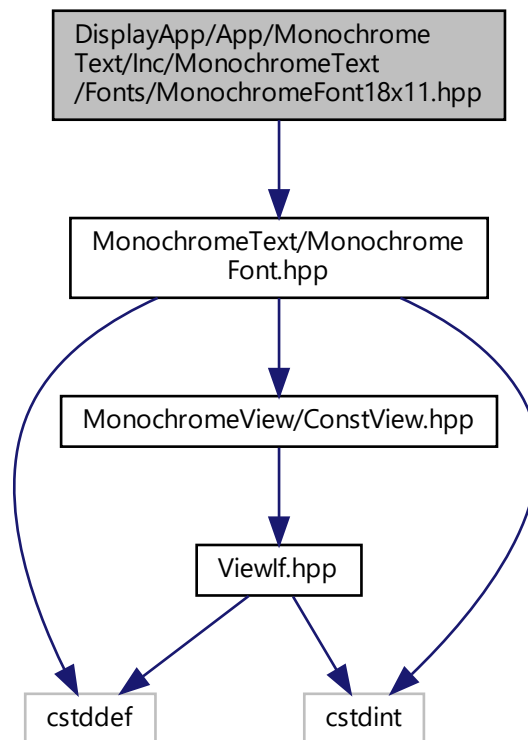 DisplayApp/App/Monochrome
Text/Inc/MonochromeText
/Fonts/MonochromeFont18x11.hpp
MonochromeText/Monochrome
Font.hpp
MonochromeView/ConstView.hpp
ViewIf.hpp
cstddef
cstdint